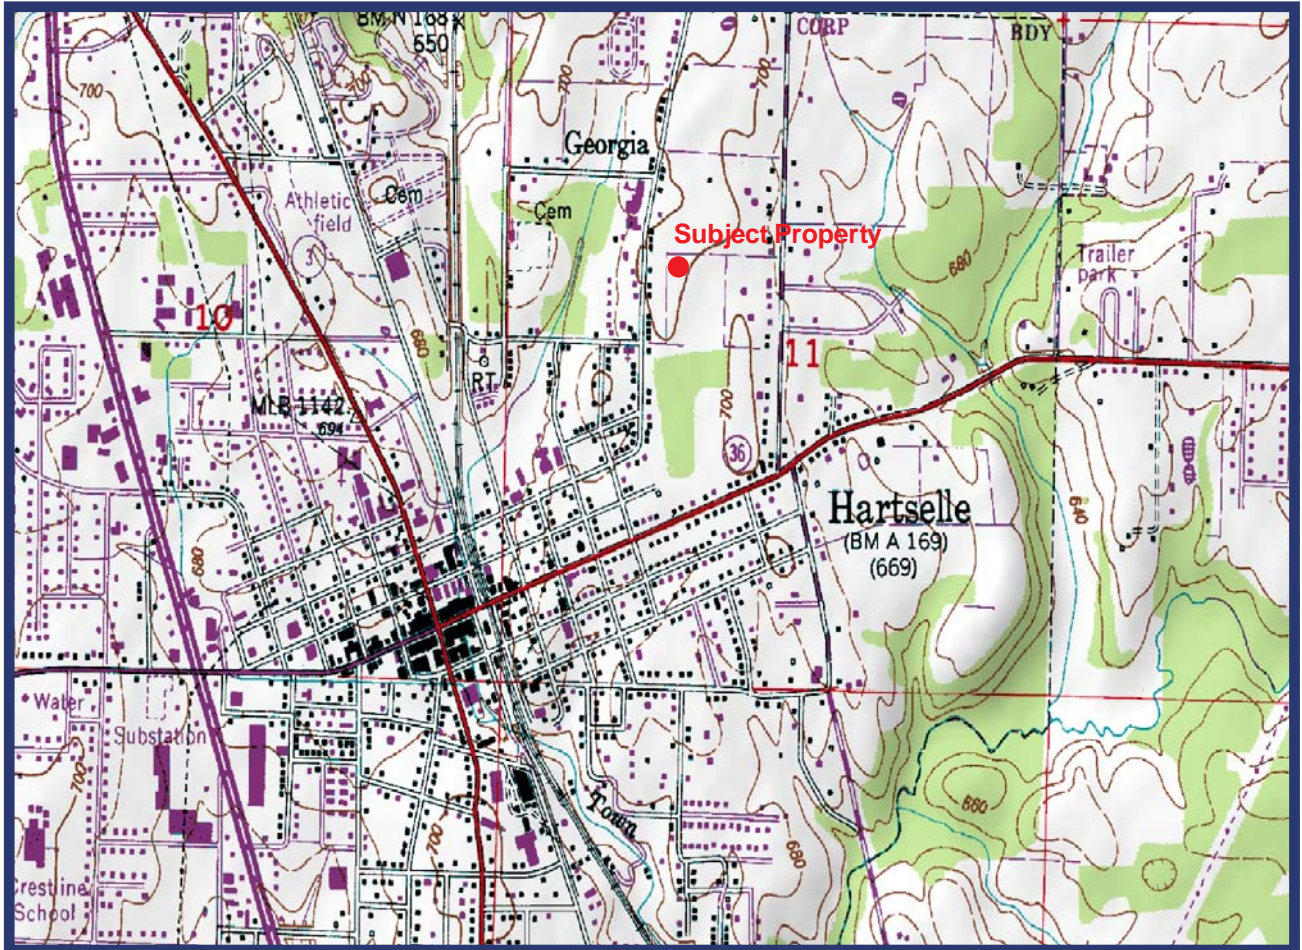 BM N 168
650
CORP
BDY
700
700
700
700
Georgia
Athletic
field
Cem
Cem
3
Subject Property
680
Trailer
park
10
680
11
RT
MLB 1142
694
700
36
Hartselle
(BM A 169)
(669)
640
680
Water
Substation
700
700
Town
680
660
Crestline
School